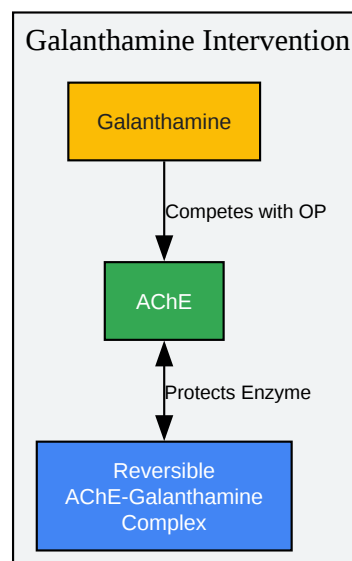 Galanthamine Intervention
Galanthamine
Competes with OP
AChE
Protects Enzyme
Reversible
AChE-Galanthamine
Complex